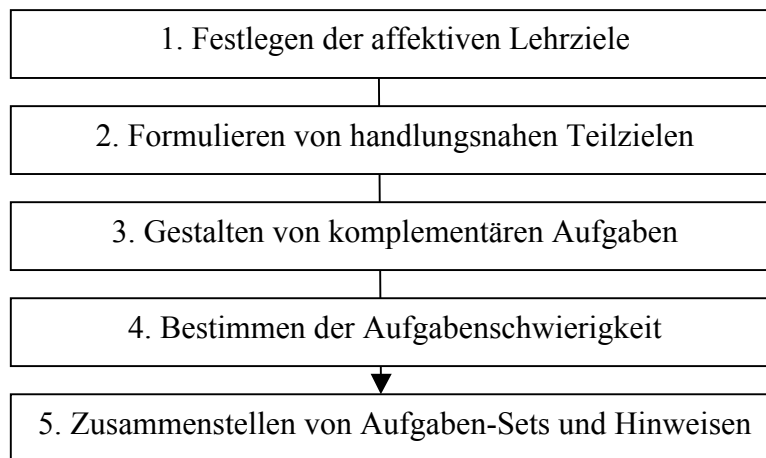 1. Festlegen der affektiven Lehrziele
2. Formulieren von handlungsnahen Teilzielen
3. Gestalten von komplementären Aufgaben
4. Bestimmen der Aufgabenschwierigkeit
5. Zusammenstellen von Aufgaben-Sets und Hinweisen